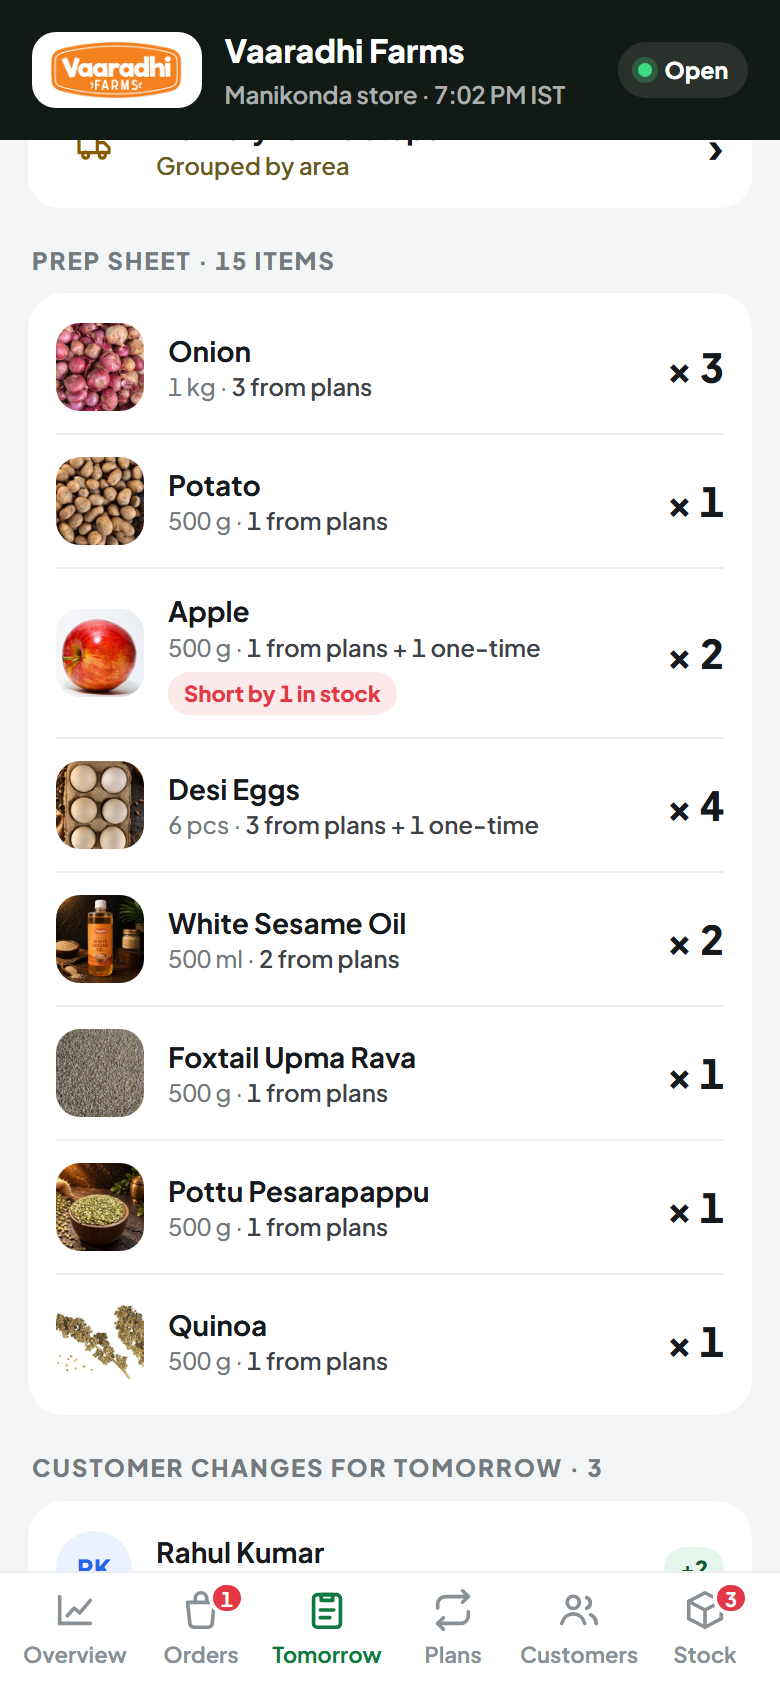 Vaaradhi
FARMS
Vaaradhi Farms
Manikonda store · 7:02 PM IST
Open
Grouped by area
PREP SHEET · 15 ITEMS
Onion
1 kg · 3 from plans
× 3
Potato
500 g · 1 from plans
× 1
Apple
500 g · 1 from plans + 1 one-time
Short by 1 in stock
× 2
Desi Eggs
6 pcs · 3 from plans + 1 one-time
× 4
White Sesame Oil
500 ml · 2 from plans
× 2
Foxtail Upma Rava
500 g · 1 from plans
× 1
Pottu Pesarapappu
500 g · 1 from plans
× 1
Quinoa
500 g · 1 from plans
× 1
CUSTOMER CHANGES FOR TOMORROW · 3
RK
Rahul Kumar
+2
Overview
1
Orders
Tomorrow
Plans
Customers
3
Stock